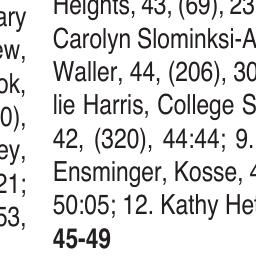 ary
ew,
ok,
0),
ey,
21;
53,
Heights, 43, (69), 23
Carolyn Slominksi-A
Waller, 44, (206), 30
lie Harris, College S
42, (320), 44:44; 9.
Ensminger, Kosse, 4
50:05; 12. Kathy Het
45-49